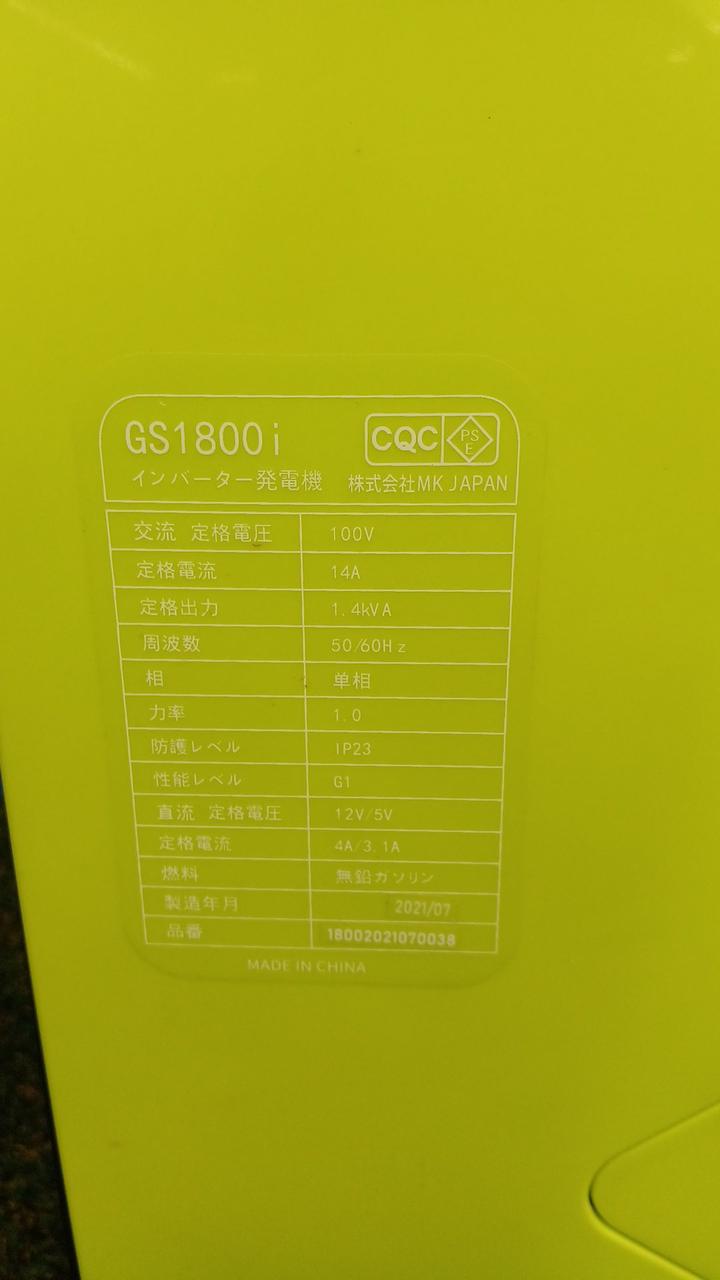 GS1800i CQC PSE
インバーター発電機 株式会社MK JAPAN
交流 定格電圧 100V
定格電流 14A
定格出力 1.4kVA
周波数 50/60Hz
相 单相
力率 1.0
防護レベル IP23
性能レベル G1
直流 定格電圧 12V/5V
定格電流 4A/3.1A
燃料 無鉛ガソリン
製造年月 2021/07
品番 18002021070038
MADE IN CHINA